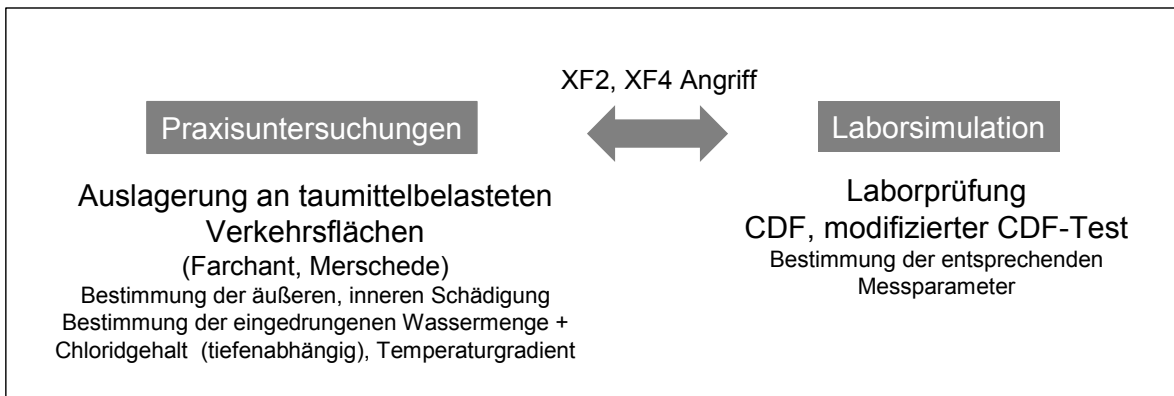 XF2, XF4 Angriff
Praxisuntersuchungen
Auslagerung an taumittelbelasteten
Verkehrsflächen
(Farchant, Merschede)
Bestimmung der äußeren, inneren Schädigung
Bestimmung der eingedrungenen Wassermenge +
Chloridgehalt (tiefenabhängig), Temperaturgradient
Laborsimulation
Laborprüfung
CDF, modifizierter CDF-Test
Bestimmung der entsprechenden
Messparameter